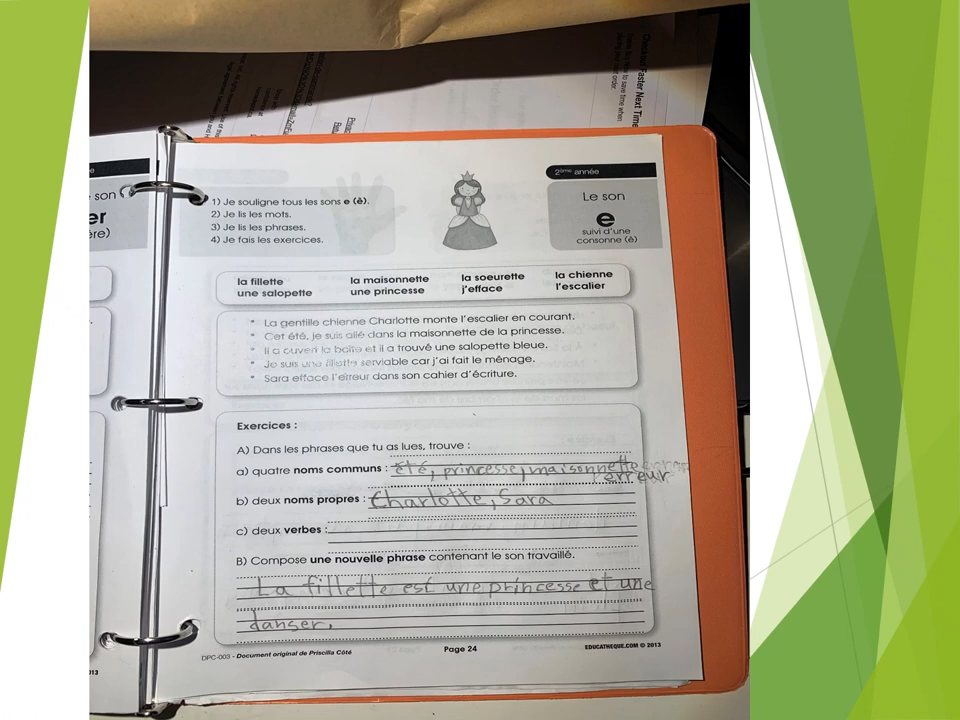 Checkout Faster Next Time
2ème année
Le son
e
suivi d'une
consonne (è)
1) Je souligne tous les sons e (è).
2) Je lis les mots.
3) Je lis les phrases.
4) Je fais les exercices.
son
er
ère)
la fillette la maisonnette la soeurette la chienne
une salopette une princesse j'efface l'escalier
* La gentille chienne Charlotte monte l'escalier en courant.
* Cet été, je suis allé dans la maisonnette de la princesse.
* Il a ouvert la boîte et il a trouvé une salopette bleue.
* Je suis une fillette serviable car j'ai fait le ménage.
* Sara efface l'erreur dans son cahier d'écriture.
Exercices :
A) Dans les phrases que tu as lues, trouve :
a) quatre noms communs : été, princesse, maisonnette
erreur
b) deux noms propres : Charlotte, Sara
c) deux verbes :
B) Compose une nouvelle phrase contenant le son travaillé.
La fillette est une princesse et une
danser.
DPC-003 - Document original de Priscilla Côté Page 24 EDUCATHEQUE.COM © 2013